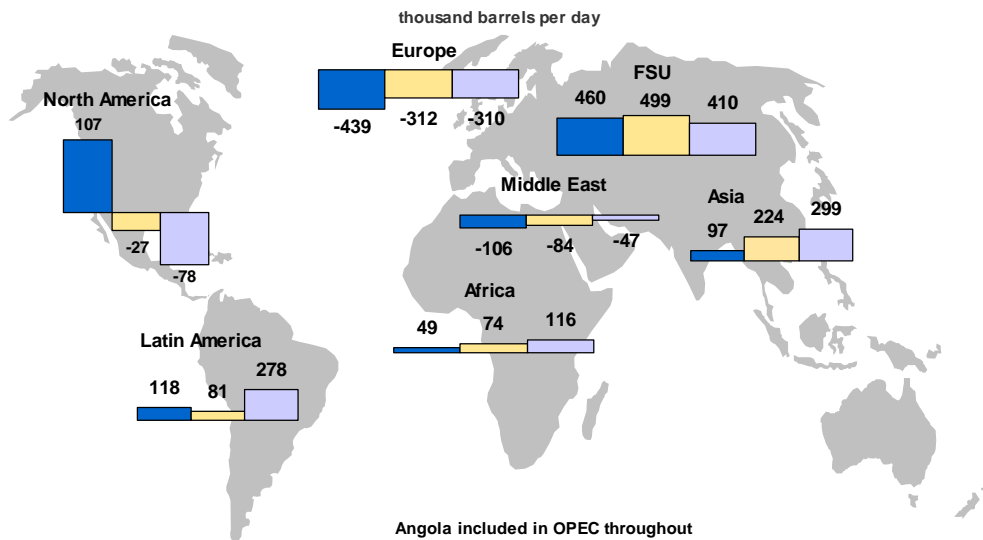 thousand barrels per day
Europe
-439 -312 -310
FSU
460 499 410
North America
107
-27
-78
Middle East
-106 -84 -47
Asia
97 224 299
Africa
49 74 116
Latin America
118 81 278
Angola included in OPEC throughout